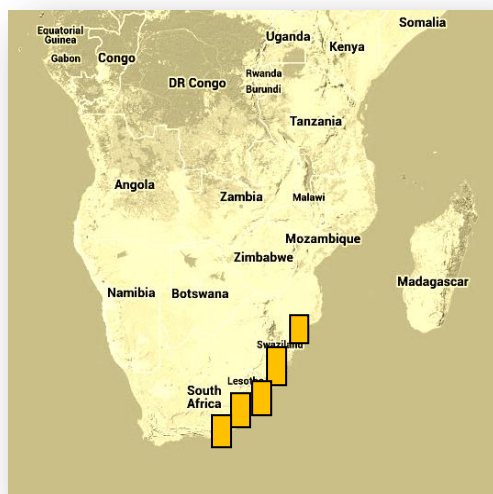 Somalia
Equatorial
Guinea
Uganda
Kenya
Gabon
Congo
Rwanda
DR Congo
Burundi
Tanzania
Angola
Zambia
Malawi
Mozambique
Zimbabwe
Madagascar
Namibia
Botswana
Swaziland
Lesotho
South
Africa